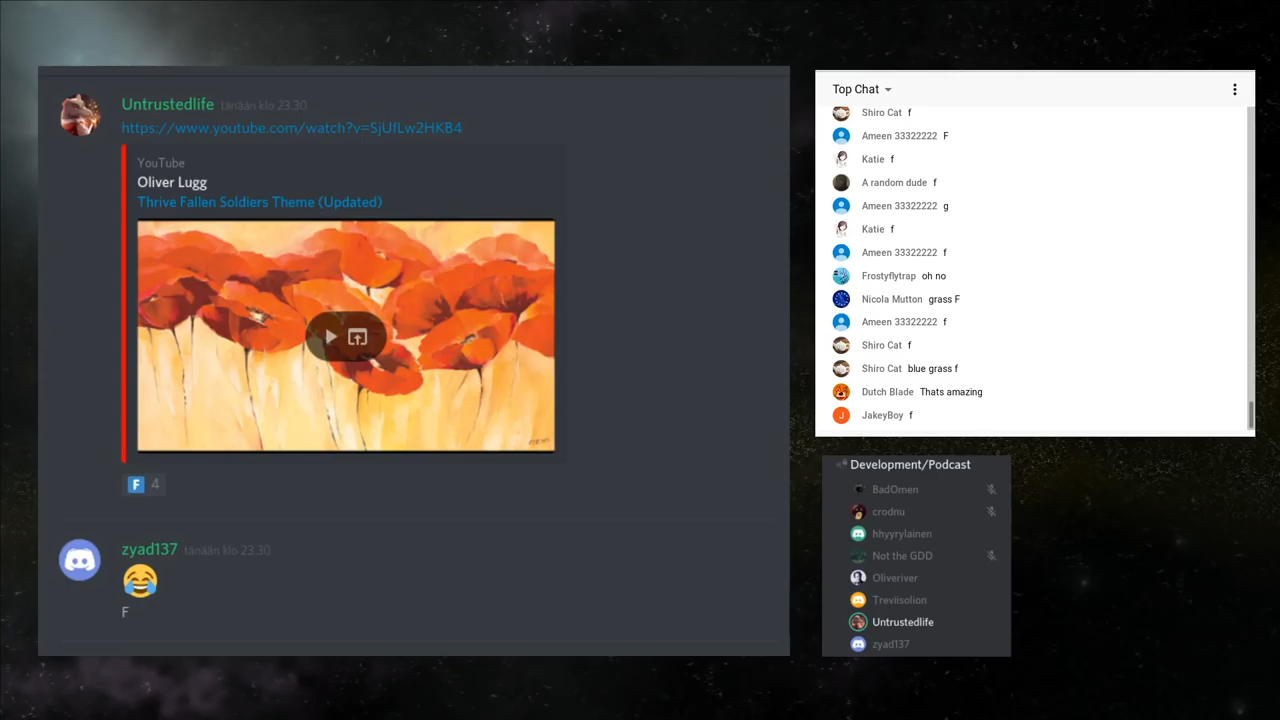 Untrustedlife tänään klo 23.30
https://www.youtube.com/watch?v=SjUfLw2HKB4
YouTube
Oliver Lugg
Thrive Fallen Soldiers Theme (Updated)
F 4
zyad137 tänään klo 23.30
F
Top Chat
Shiro Cat f
Ameen 33322222 F
Katie f
A random dude f
Ameen 33322222 g
Katie f
Ameen 33322222 f
Frostyflytrap oh no
Nicola Mutton grass F
Ameen 33322222 f
Shiro Cat f
Shiro Cat blue grass f
Dutch Blade Thats amazing
J JakeyBoy f
Development/Podcast
BadOmen
crodnu
hhyyrylainen
Not the GDD
Oliveriver
Treviisolion
Untrustedlife
zyad137